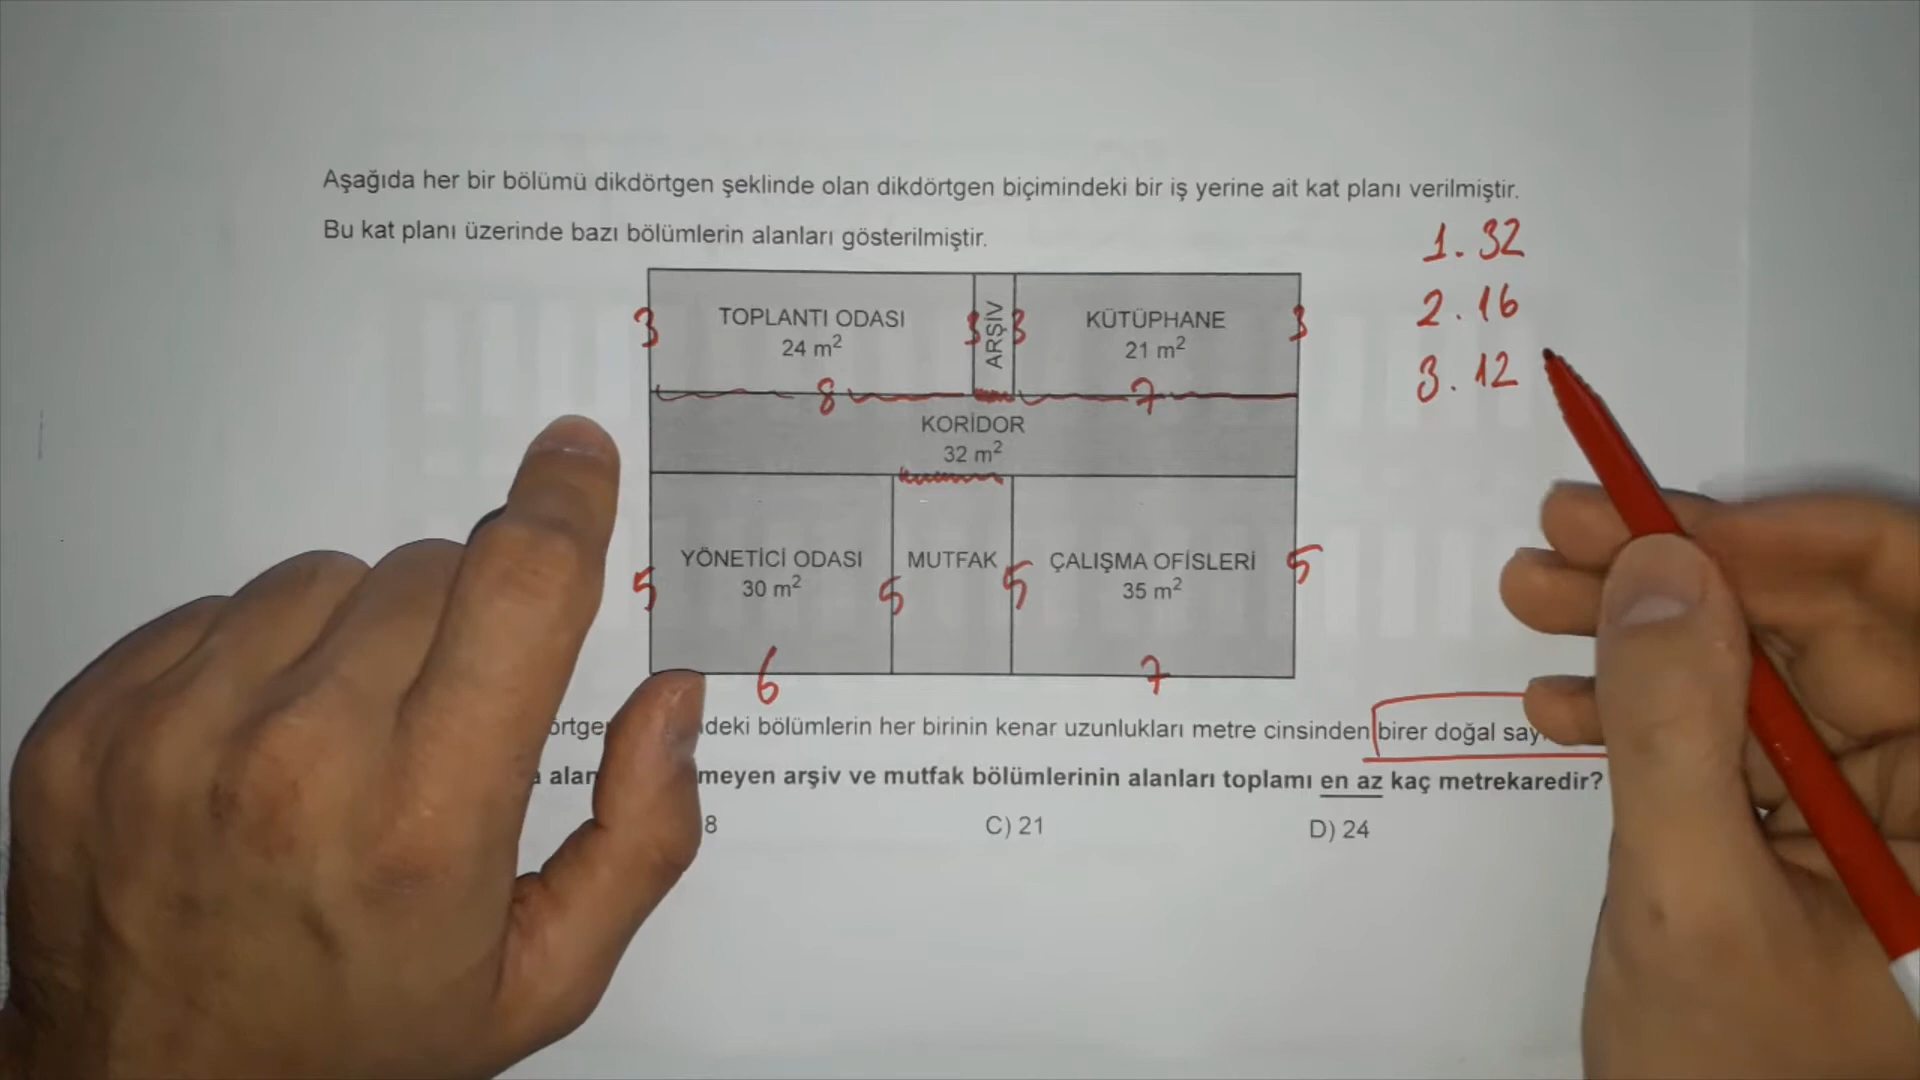 Aşağıda her bir bölümü dikdörtgen şeklinde olan dikdörtgen biçimindeki bir iş yerine ait kat planı verilmiştir.
Bu kat planı üzerinde bazı bölümlerin alanları gösterilmiştir.
1. 32
2. 16
3. 12
TOPLANTI ODASI
24 m²
ARŞİV
KÜTÜPHANE
21 m²
3 3 3 3
8 7
KORİDOR
32 m²
YÖNETİCİ ODASI
30 m²
MUTFAK
ÇALIŞMA OFİSLERİ
35 m²
5 5 5 5
6 7
deki bölümlerin her birinin kenar uzunlukları metre cinsinden birer doğal
meyen arşiv ve mutfak bölümlerinin alanları toplamı en az kaç metrekaredir?
8 C) 21 D) 24